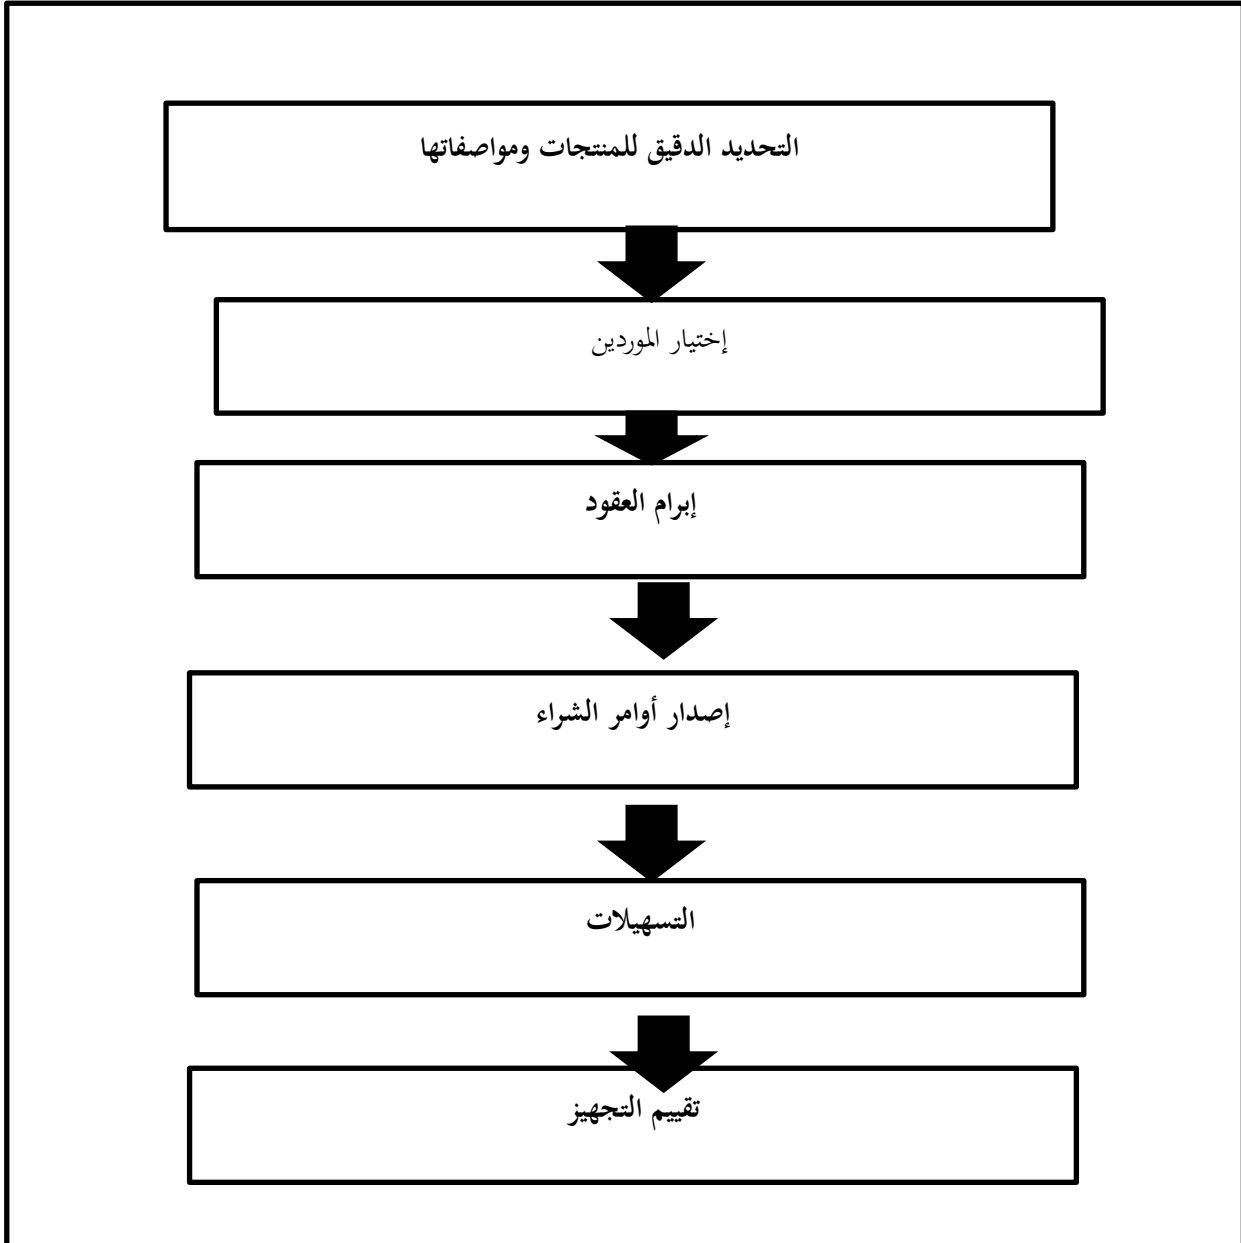 التحديد الدقيق للمنتجات ومواصفاتها
إختيار الموردين
إبرام العقود
إصدار أوامر الشراء
التسهيلات
تقييم التجهيز